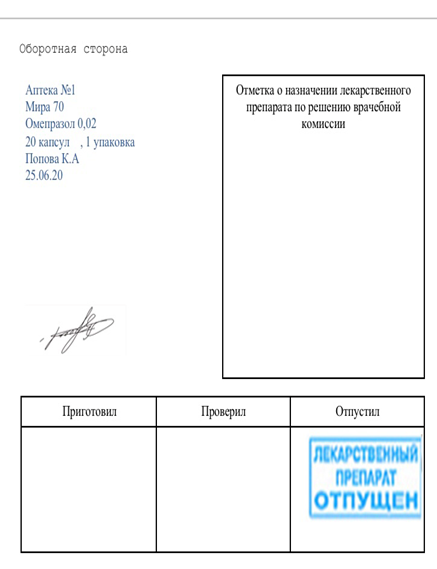 Оборотная сторона
Аптека №1
Мира 70
Омепразол 0,02
20 капсул , 1 упаковка
Попова К.А
25.06.20
Отметка о назначении лекарственного
препарата по решению врачебной
комиссии
Приготовил
Проверил
Отпустил
ЛЕКАРСТВЕННЫЙ
ПРЕПАРАТ
ОТПУЩЕН